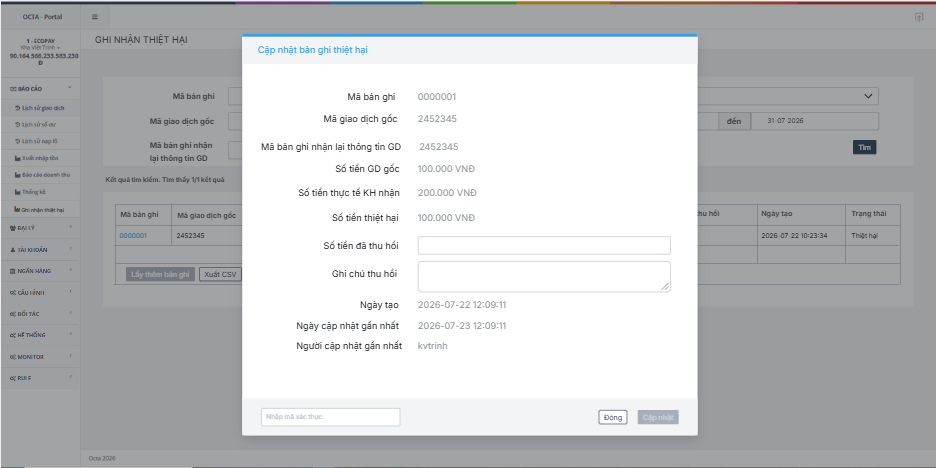 OCTA - Portal
1 - ECOPAY
Kha Việt Trinh
90.164.566.233.583.230
Đ
BÁO CÁO
Lịch sử giao dịch
Lịch sử số dư
Lịch sử nạp lô
Xuất nhập tồn
Báo cáo doanh thu
Thống kê
Ghi nhận thiệt hại
ĐẠI LÝ
TÀI KHOẢN
NGÂN HÀNG
CẤU HÌNH
ĐỐI TÁC
HỆ THỐNG
MONITOR
RULE
GHI NHẬN THIỆT HẠI
Mã bản ghi
Mã giao dịch gốc
đến
31-07-2026
Mã bản ghi nhận
lại thông tin GD
Tìm
Kết quả tìm kiếm. Tìm thấy 1/1 kết quả
Mã bản ghi Mã giao dịch gốc hu hồi Ngày tạo Trạng thái
0000001 2452345 2026-07-22 10:23:34 Thiệt hại
Lấy thêm bản ghi Xuất CSV
Cập nhật bản ghi thiệt hại
Mã bản ghi 0000001
Mã giao dịch gốc 2452345
Mã bản ghi nhận lại thông tin GD 2452345
Số tiền GD gốc 100.000 VNĐ
Số tiền thực tế KH nhận 200.000 VNĐ
Số tiền thiệt hại 100.000 VNĐ
Số tiền đã thu hồi
Ghi chú thu hồi
Ngày tạo 2026-07-22 12:09:11
Ngày cập nhật gần nhất 2026-07-23 12:09:11
Người cập nhật gần nhất kvtrinh
Nhập mã xác thực
Đóng Cập nhật
Octa 2026